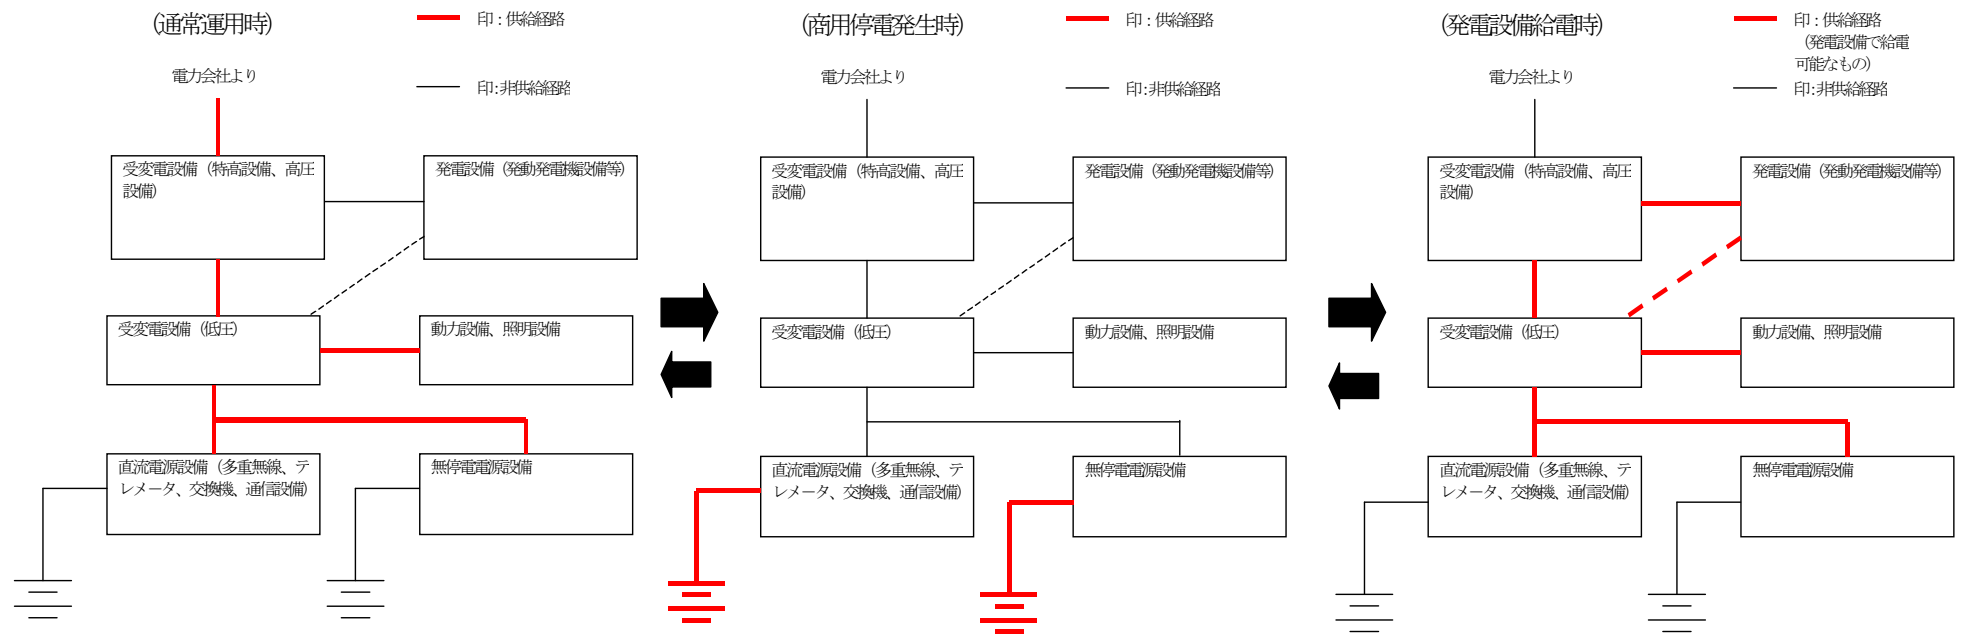 (通常運用時)
印：供給経路
印:非供給経路
電力会社より
受変電設備（特高設備、高圧
設備）
発電設備（発動発電機設備等）
受変電設備（低圧）
動力設備、照明設備
直流電源設備（多重無線、テ
レメータ、交換機、通信設備）
無停電電源設備
(商用停電発生時)
印：供給経路
印:非供給経路
電力会社より
受変電設備（特高設備、高圧
設備）
発電設備（発動発電機設備等）
受変電設備（低圧）
動力設備、照明設備
直流電源設備（多重無線、テ
レメータ、交換機、通信設備）
無停電電源設備
(発電設備給電時)
印：供給経路
（発電設備で給電
可能なもの）
印:非供給経路
電力会社より
受変電設備（特高設備、高圧
設備）
発電設備（発動発電機設備等）
受変電設備（低圧）
動力設備、照明設備
直流電源設備（多重無線、テ
レメータ、交換機、通信設備）
無停電電源設備